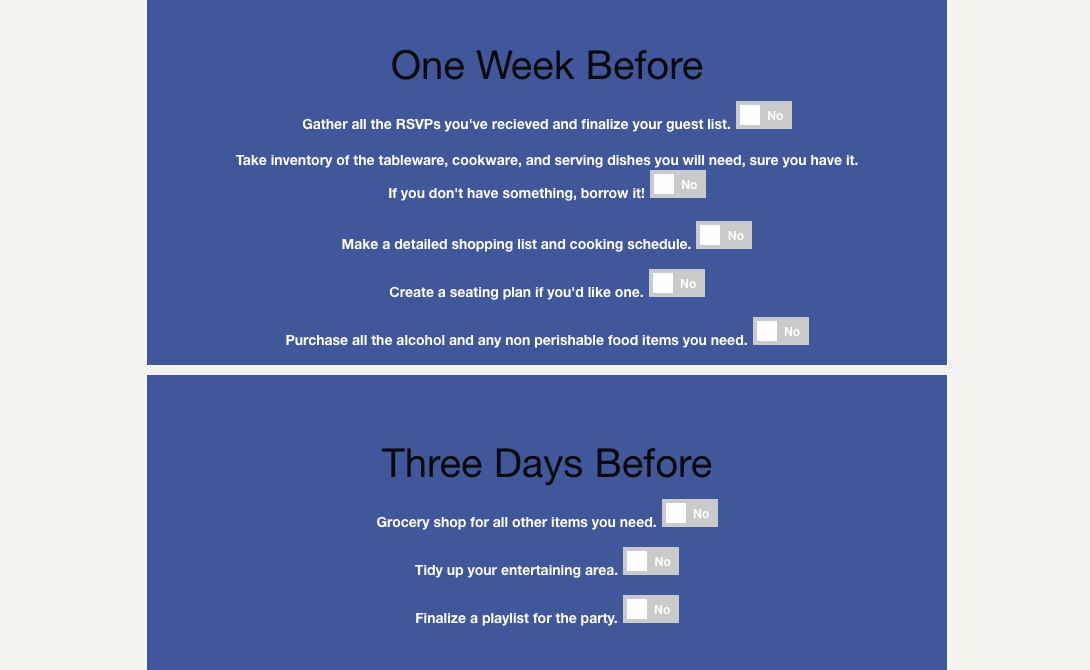 One Week Before
Gather all the RSVPs you've recieved and finalize your guest list. No
Take inventory of the tableware, cookware, and serving dishes you will need, sure you have it.
If you don't have something, borrow it! No
Make a detailed shopping list and cooking schedule. No
Create a seating plan if you'd like one. No
Purchase all the alcohol and any non perishable food items you need. No
Three Days Before
Grocery shop for all other items you need. No
Tidy up your entertaining area. No
Finalize a playlist for the party. No